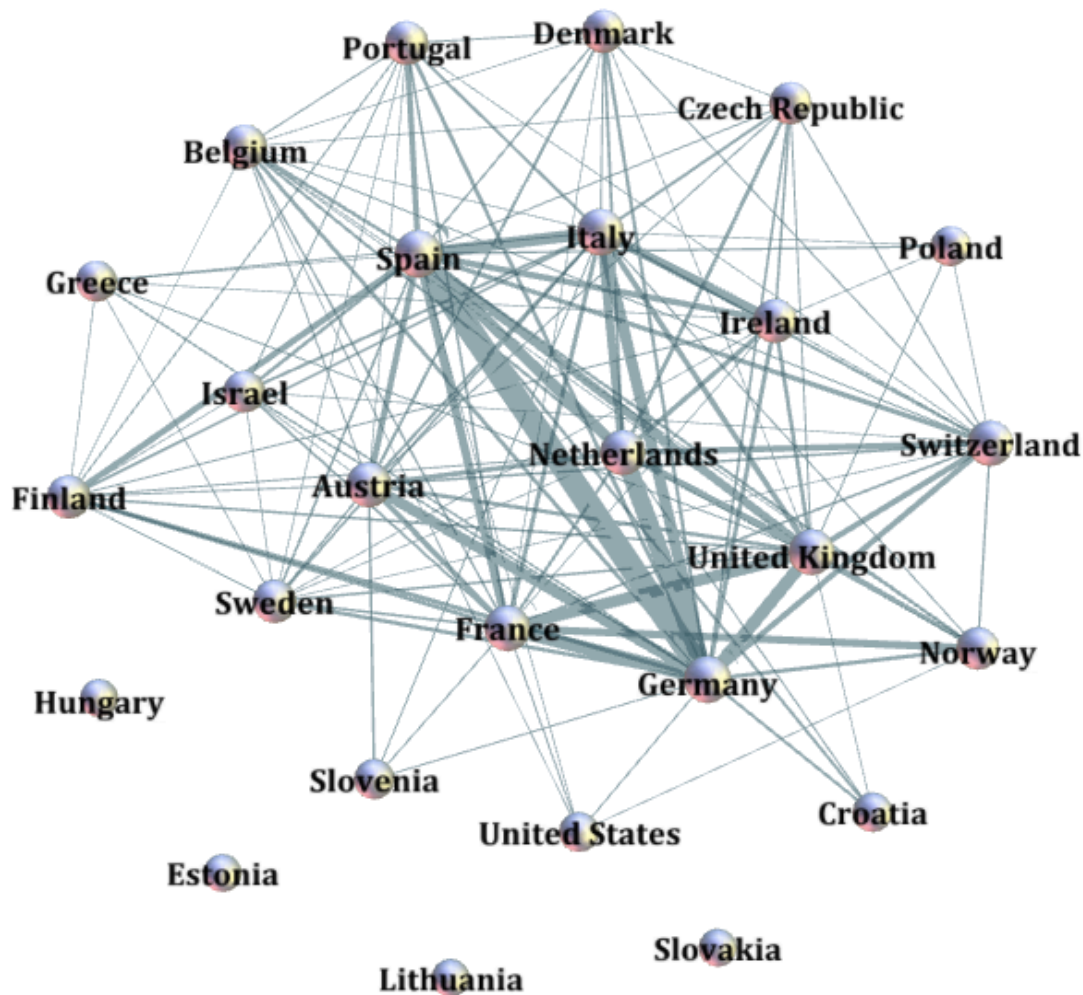 Denmark
Portugal
Czech Republic
Belgium
Italy
Poland
Spain
Greece
Ireland
Israel
Switzerland
Netherlands
Austria
Finland
United Kingdom
Sweden
France
Norway
Germany
Hungary
Slovenia
Croatia
United States
Estonia
Slovakia
Lithuania